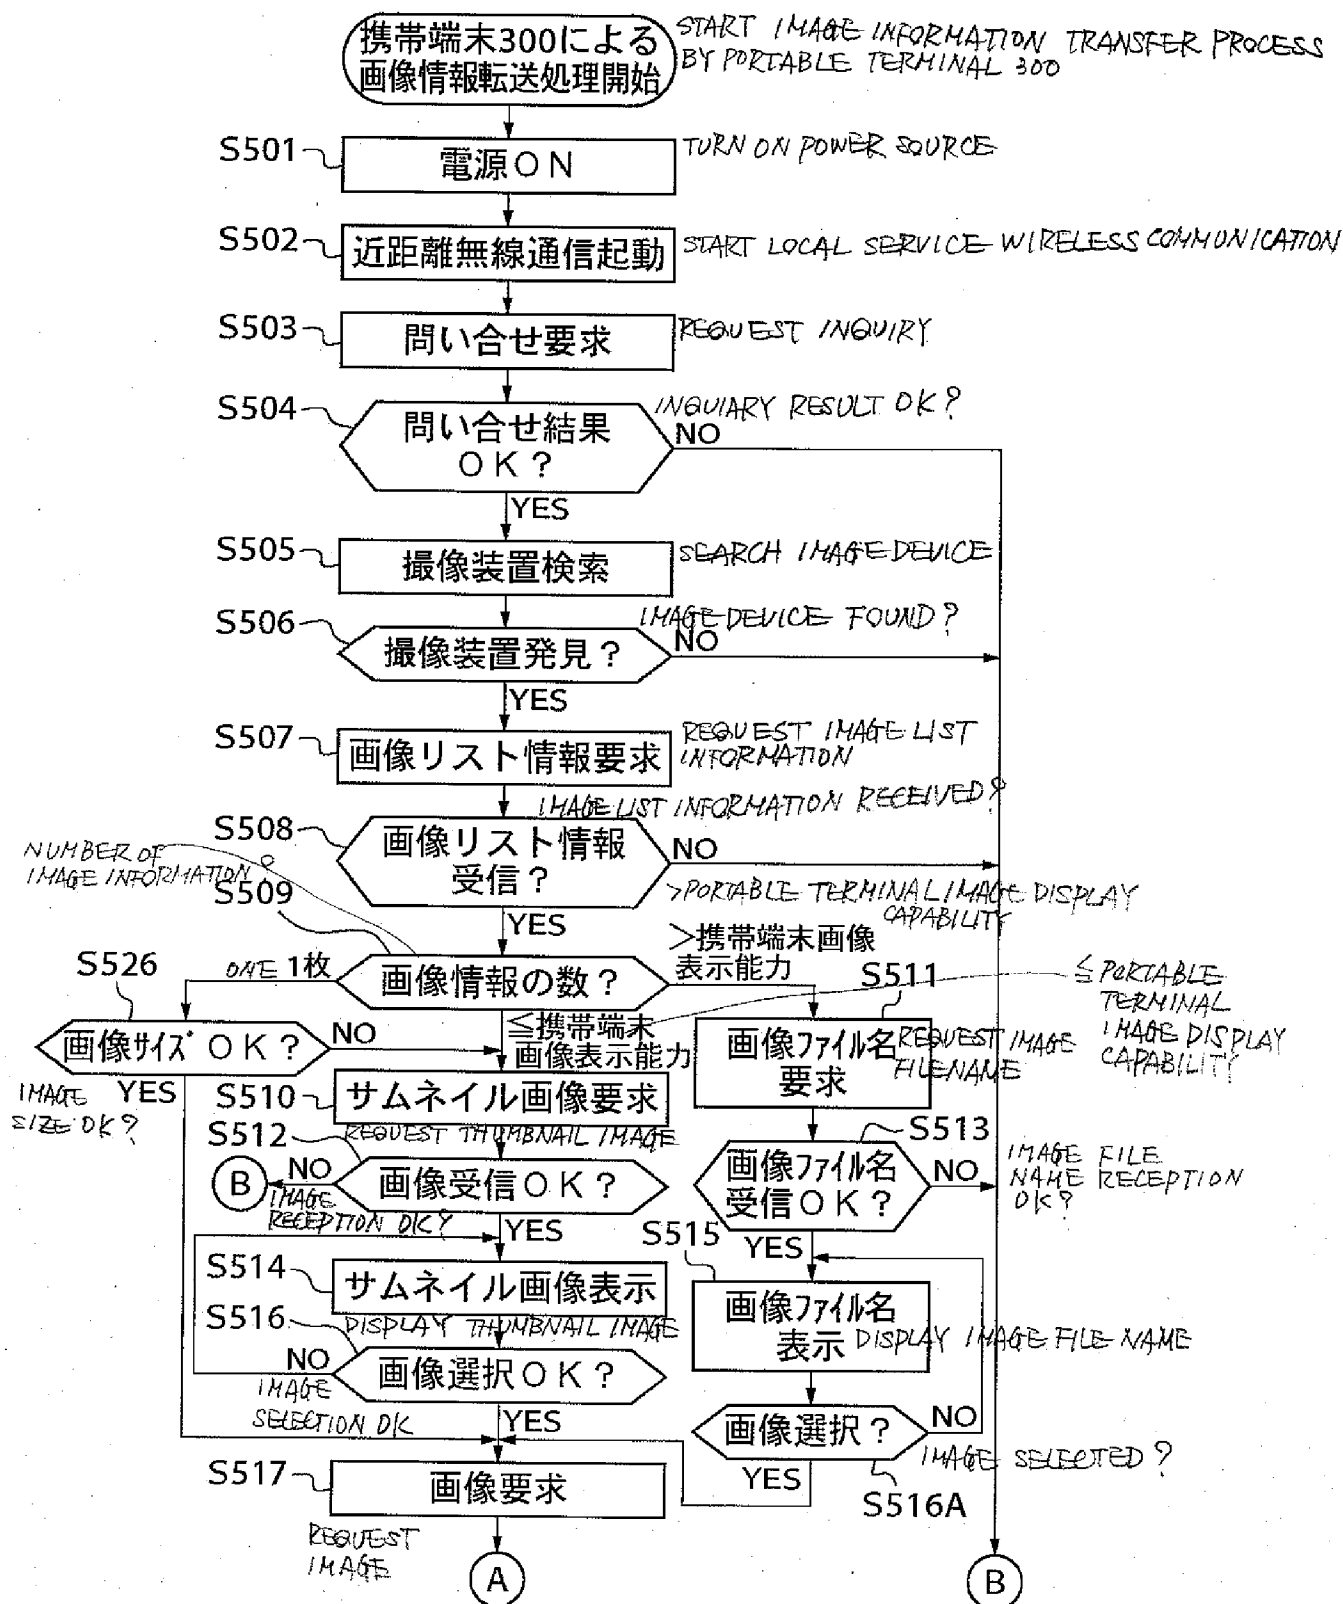 携帯端末300による
画像情報転送処理開始
START IMAGE INFORMATION TRANSFER PROCESS
BY PORTABLE TERMINAL 300
S501
電源ON
TURN ON POWER SOURCE
S502
近距離無線通信起動
START LOCAL SERVICE WIRELESS COMMUNICATION
S503
問い合せ要求
REQUEST INQUIRY
S504
問い合せ結果
OK?
INQUIARY RESULT OK?
NO
YES
S505
撮像装置検索
SEARCH IMAGE DEVICE
S506
撮像装置発見?
IMAGE DEVICE FOUND?
NO
YES
S507
画像リスト情報要求
REQUEST IMAGE LIST
INFORMATION
IMAGE LIST INFORMATION RECEIVED?
S508
画像リスト情報
受信?
NO
YES
NUMBER OF
IMAGE INFORMATION?
S509
画像情報の数?
>PORTABLE TERMINAL IMAGE DISPLAY
CAPABILITY
>携帯端末画像
表示能力
ONE 1枚
S526
画像サイズ OK?
NO
YES
IMAGE
SIZE OK?
≦携帯端末
画像表示能力
≦PORTABLE
TERMINAL
IMAGE DISPLAY
CAPABILITY
S511
画像ファイル名
要求
REQUEST IMAGE
FILENAME
S510
サムネイル画像要求
REQUEST THUMBNAIL IMAGE
S512
画像受信OK?
NO
B
IMAGE
RECEPTION OK?
YES
S513
画像ファイル名
受信OK?
NO
IMAGE FILE
NAME RECEPTION
OK?
YES
S514
サムネイル画像表示
DISPLAY THUMBNAIL IMAGE
S515
画像ファイル名
表示
DISPLAY IMAGE FILE NAME
S516
画像選択OK?
NO
IMAGE
SELECTION OK
YES
画像選択?
NO
IMAGE SELECTED?
YES
S516A
S517
画像要求
REQUEST
IMAGE
A
B